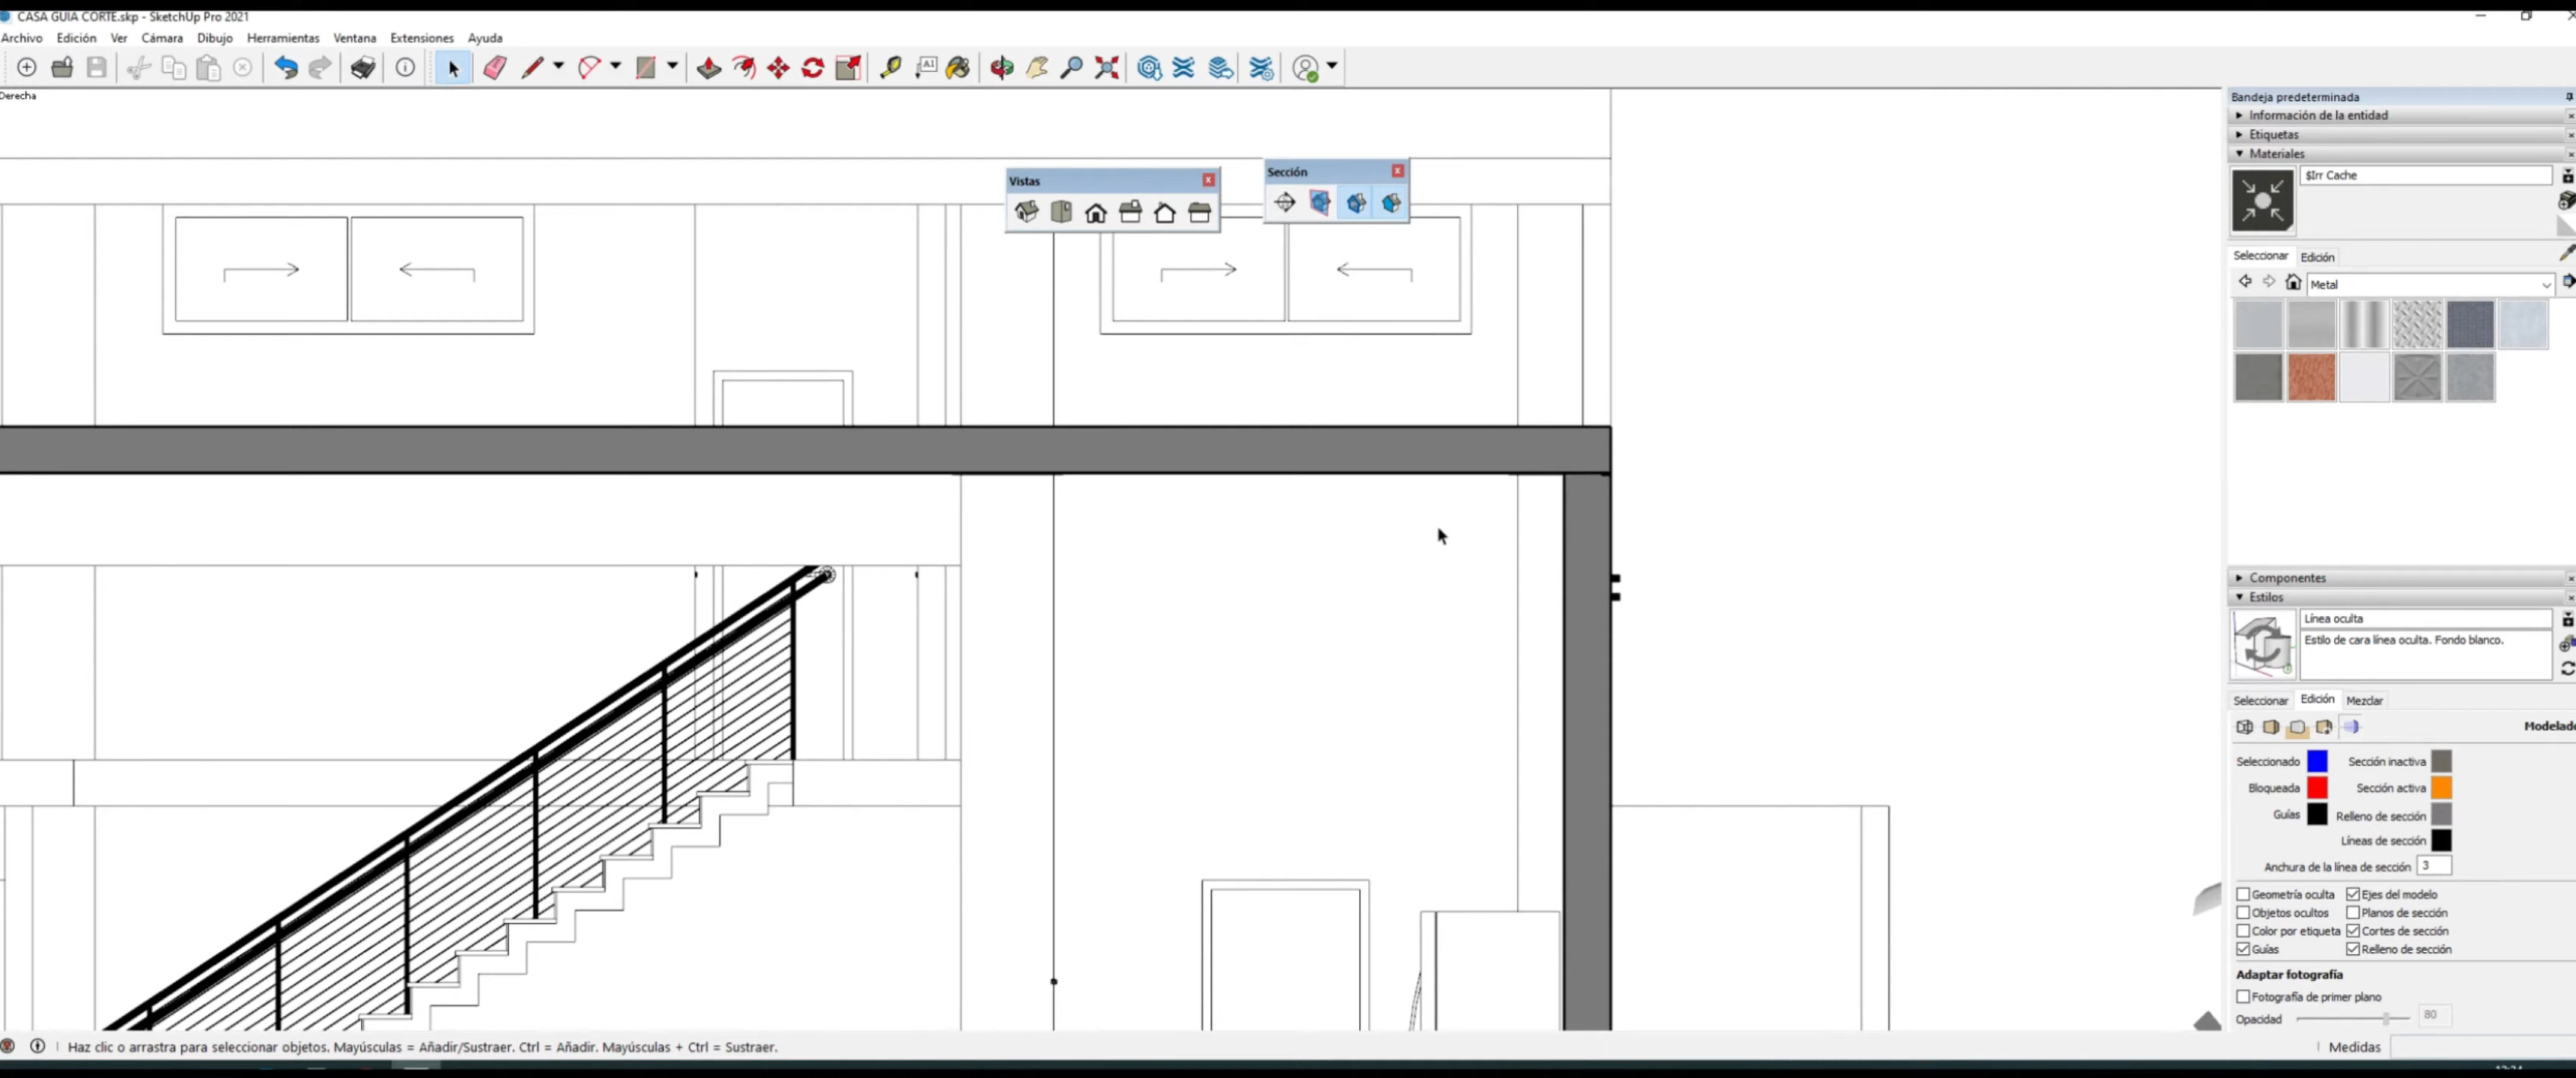 CASA GUIA CORTE.skp - SketchUp Pro 2021
Archivo Edición Ver Cámara Dibujo Herramientas Ventana Extensiones Ayuda
A1
Derecha
Bandeja predeterminada
Información de la entidad
Etiquetas
Materiales
$Irr Cache
Seleccionar Edición
Metal
Vistas
Sección
Componentes
Estilos
Línea oculta
Estilo de cara línea oculta. Fondo blanco.
Seleccionar Edición Mezclar
Modelado
Seleccionado Sección inactiva
Bloqueada Sección activa
Guías Relleno de sección
Líneas de sección
Anchura de la línea de sección 3
Geometría oculta Ejes del modelo
Objetos ocultos Planos de sección
Color por etiqueta Cortes de sección
Guías Relleno de sección
Adaptar fotografía
Fotografía de primer plano
Opacidad 80
Haz clic o arrastra para seleccionar objetos. Mayúsculas = Añadir/Sustraer. Ctrl = Añadir. Mayúsculas + Ctrl = Sustraer.
Medidas